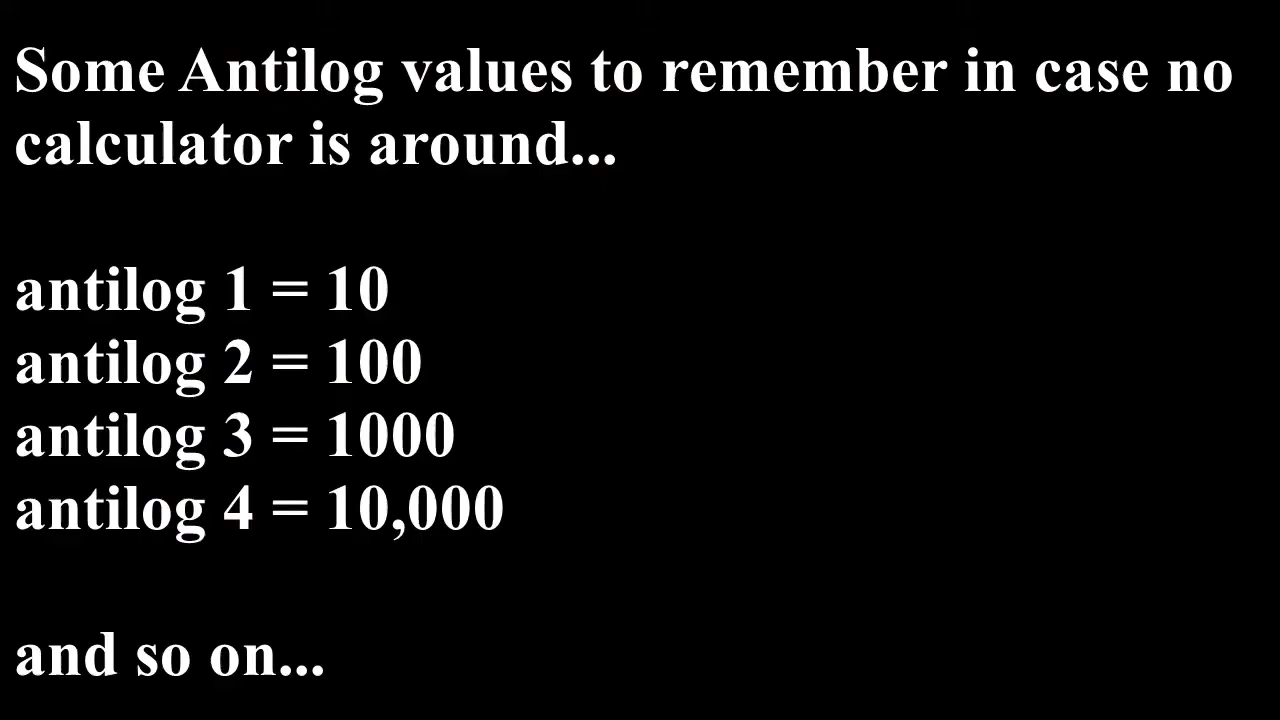 Some Antilog values to remember in case no
calculator is around...
antilog 1 = 10
antilog 2 = 100
antilog 3 = 1000
antilog 4 = 10,000
and so on...